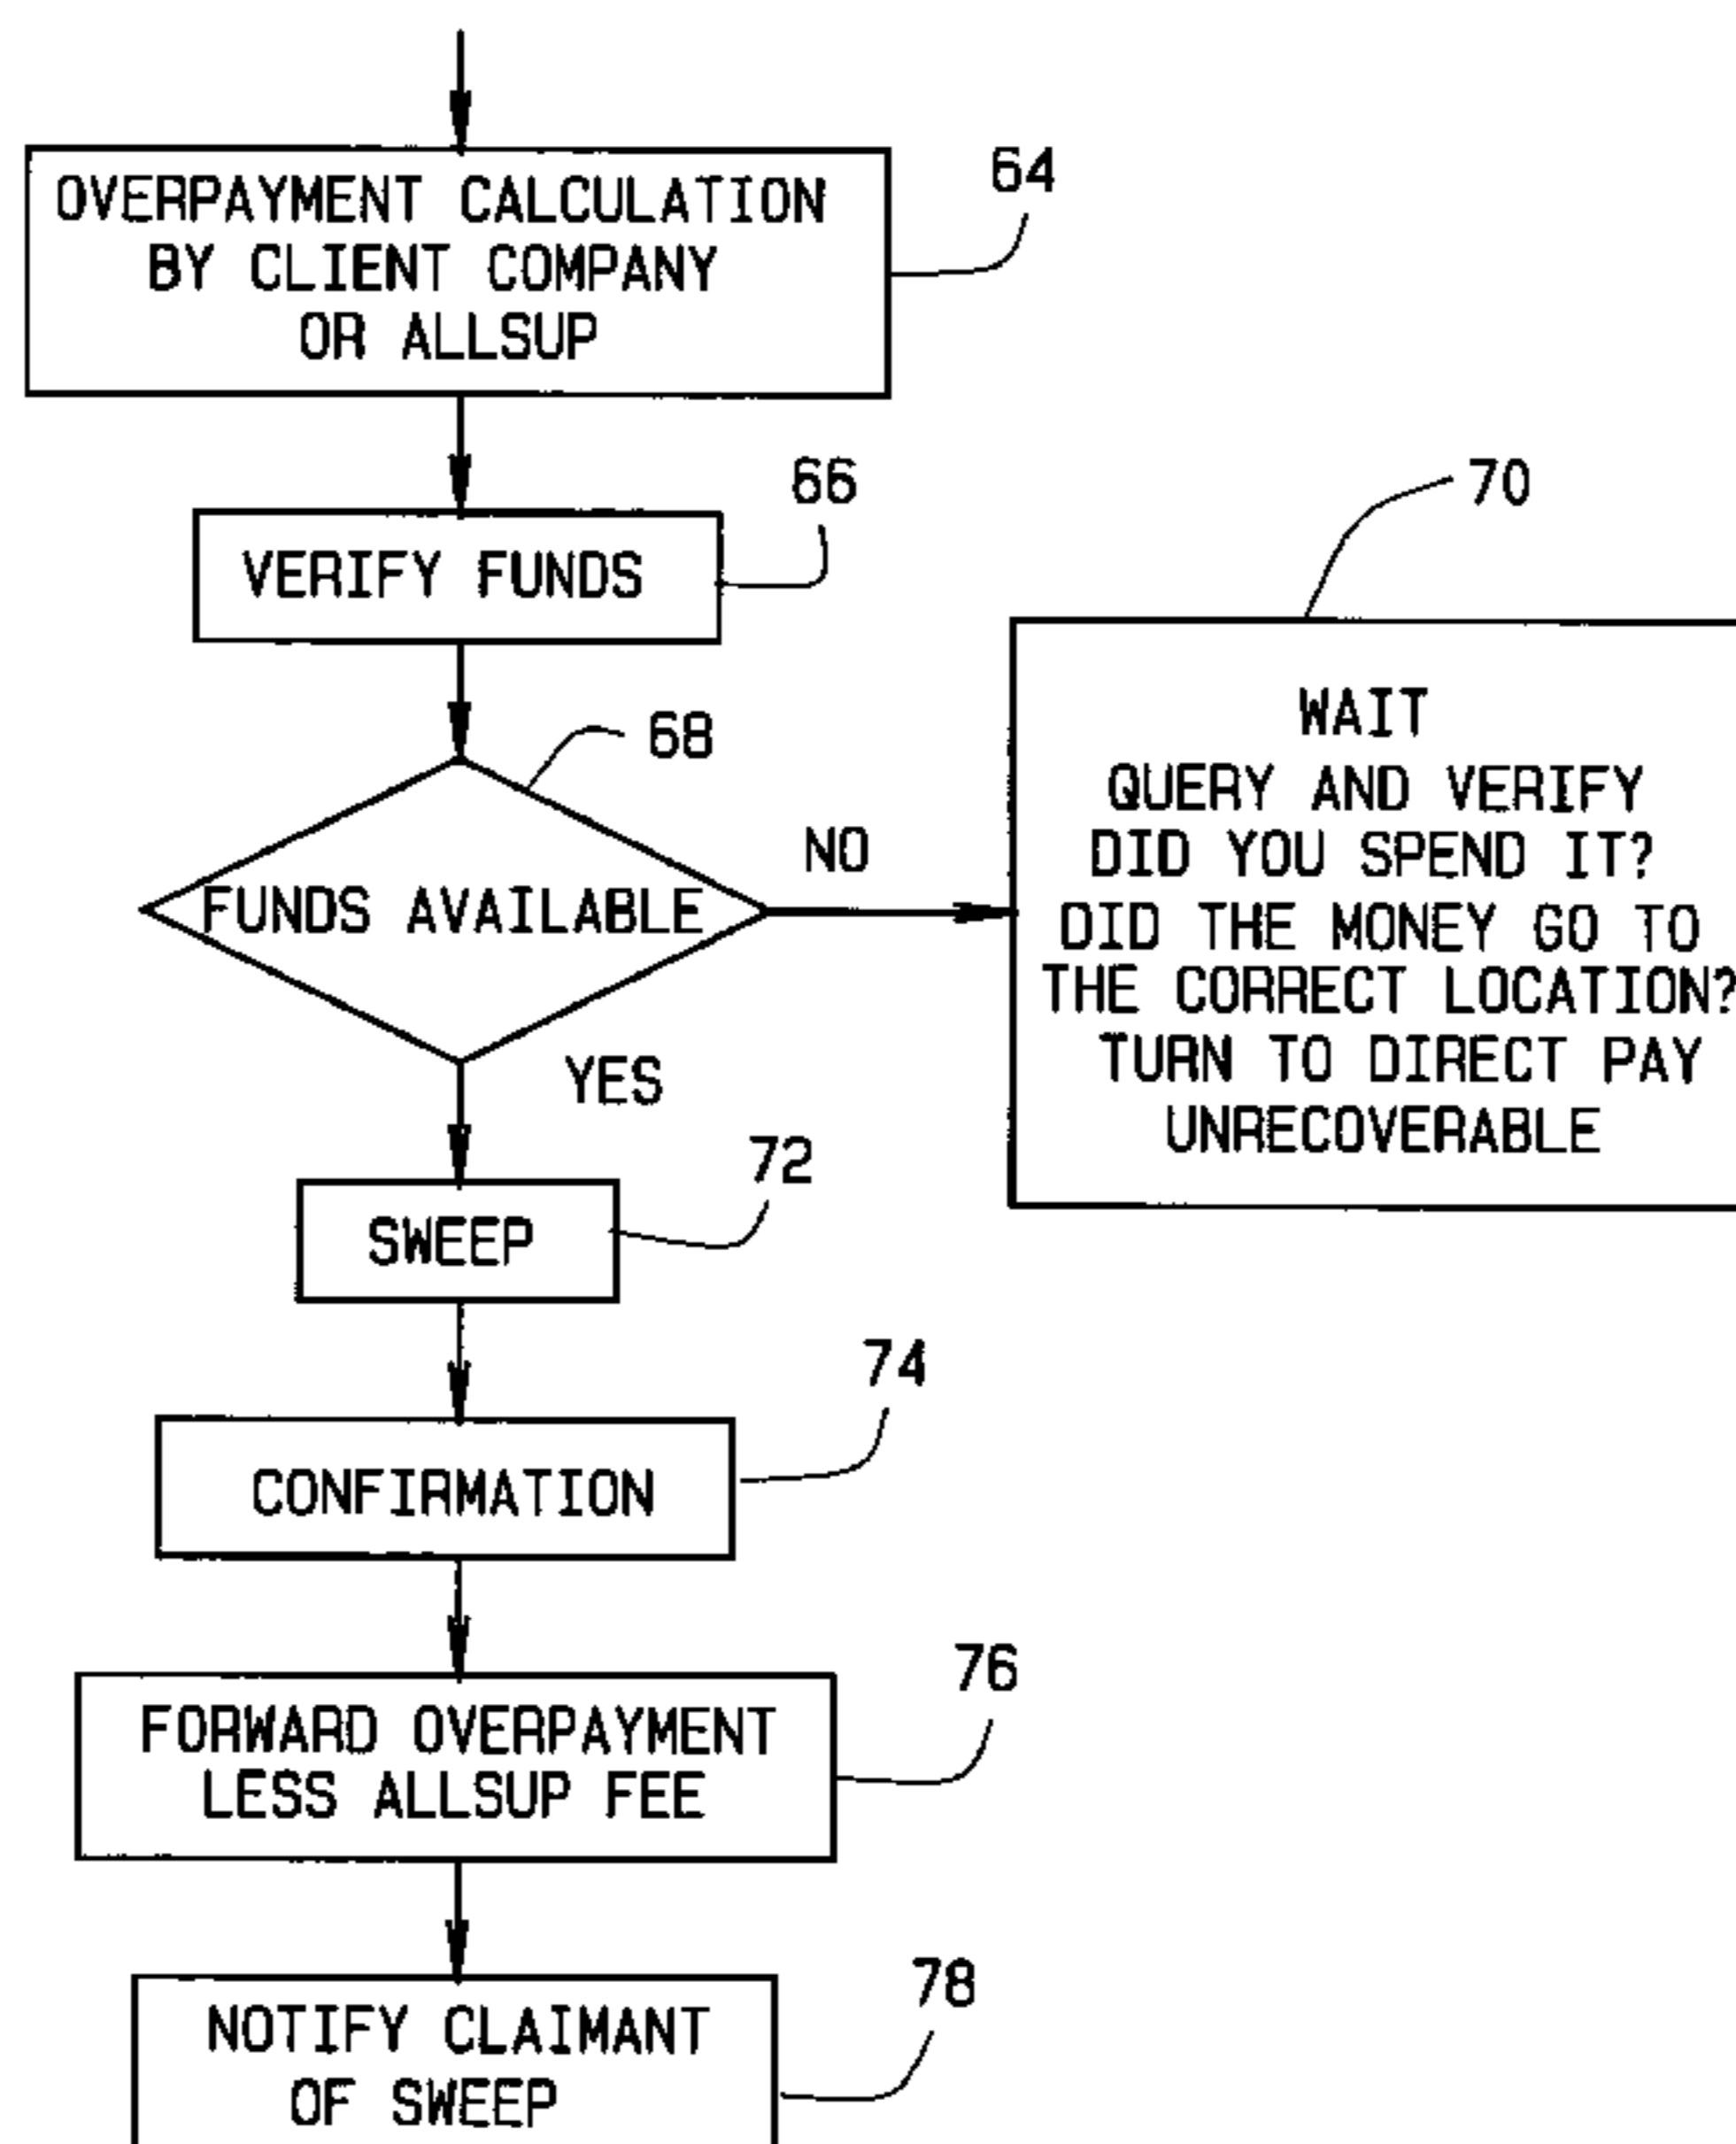 OVERPAYMENT CALCULATION
BY CLIENT COMPANY
OR ALLSUP
64
VERIFY FUNDS
66
FUNDS AVAILABLE
68
NO
70
WAIT
QUERY AND VERIFY
DID YOU SPEND IT?
DID THE MONEY GO TO
THE CORRECT LOCATION?
TURN TO DIRECT PAY
UNRECOVERABLE
YES
SWEEP
72
CONFIRMATION
74
FORWARD OVERPAYMENT
LESS ALLSUP FEE
76
NOTIFY CLAIMANT
OF SWEEP
78